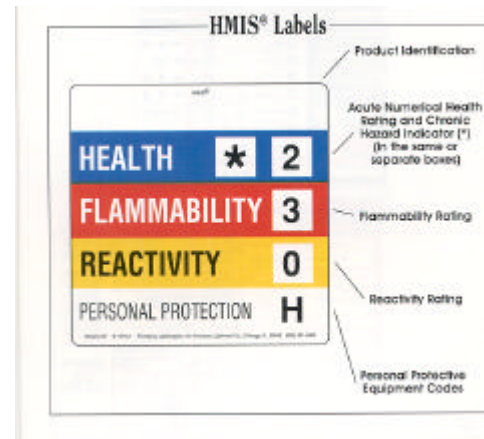 HMIS® Labels
Product Identification
Acute Numerical Health
Rating and Chronic
Hazard Indicator (*)
(in the same or
separate boxes)
HEALTH * 2
FLAMMABILITY 3
Flammability Rating
REACTIVITY 0
Reactivity Rating
PERSONAL PROTECTION H
Personal Protective
Equipment Codes